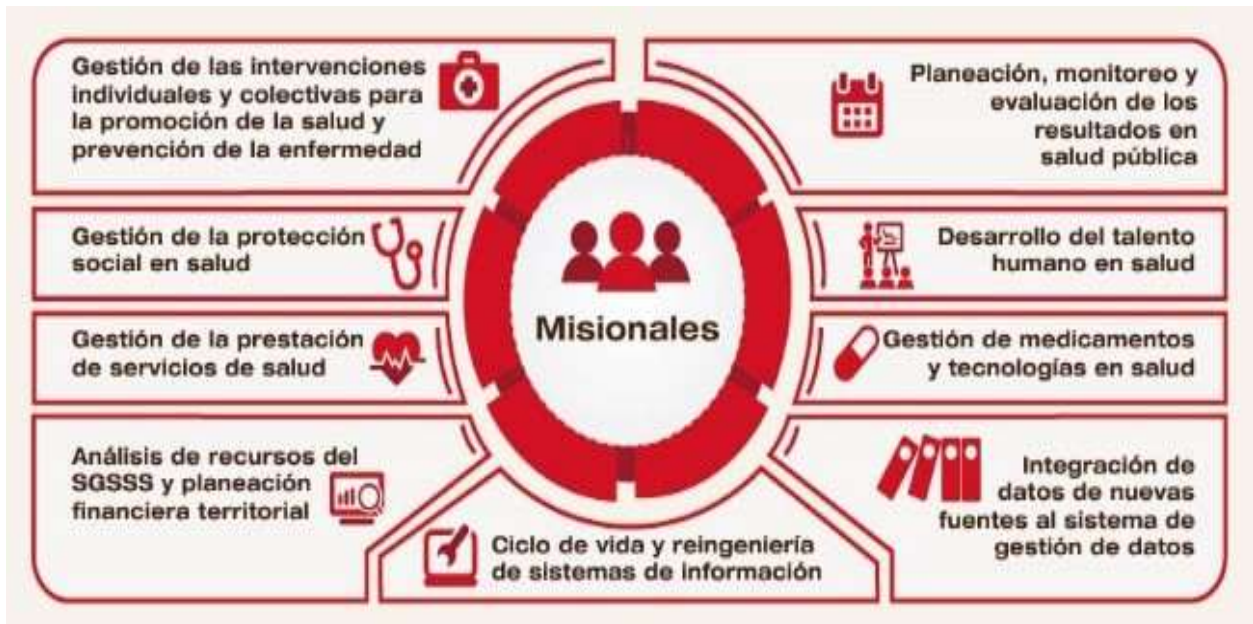 Gestión de las intervenciones
individuales y colectivas para
la promoción de la salud y
prevención de la enfermedad
Planeación, monitoreo y
evaluación de los
resultados en
salud pública
Gestión de la protección
social en salud
Desarrollo del talento
humano en salud
Misionales
Gestión de la prestación
de servicios de salud
Gestión de medicamentos
y tecnologías en salud
Análisis de recursos del
SGSSS y planeación
financiera territorial
Integración de
datos de nuevas
fuentes al sistema de
gestión de datos
Ciclo de vida y reingeniería
de sistemas de información